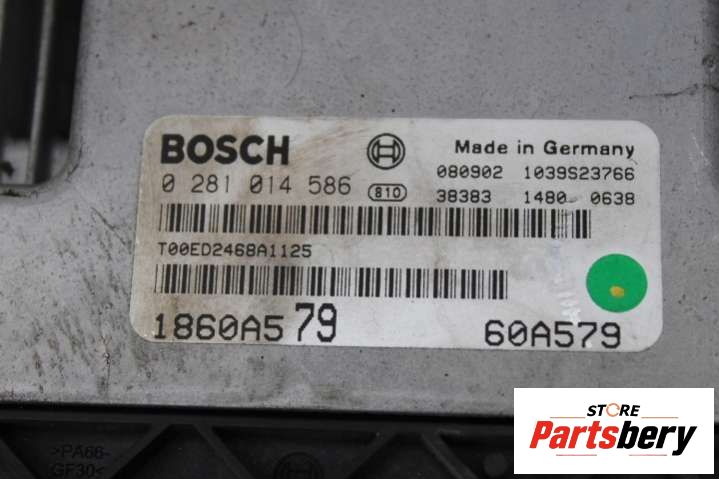 BOSCH
Made in Germany
0 281 014 586 810
080902 1039S23766
38383 1480 0638
T00ED2468A1125
1860A579
60A579
>PA66-
GF30<
STORE
Partsbery